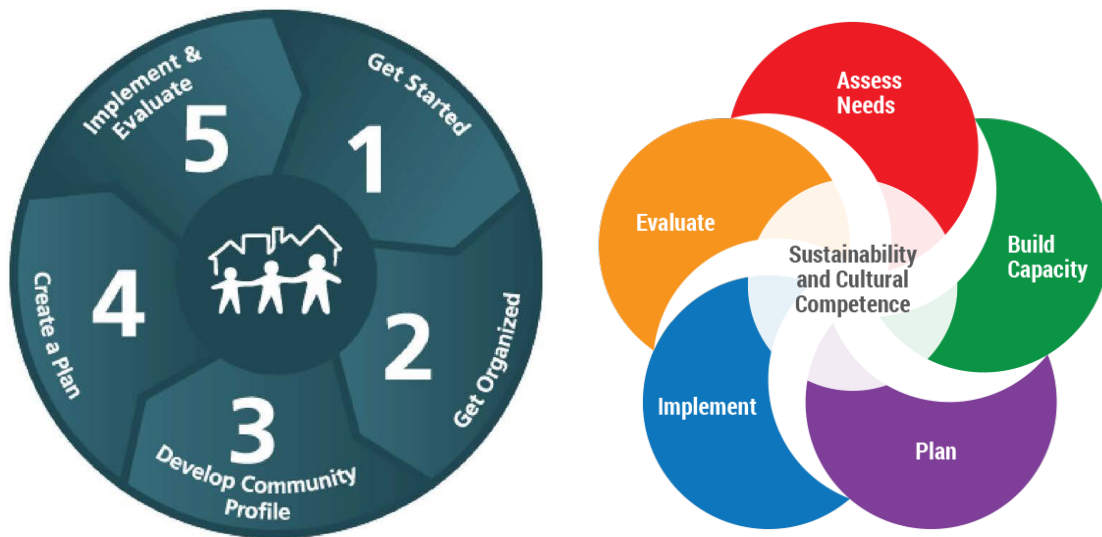 Get Started
1
Get Organized
2
3
Develop Community
Profile
Create a Plan
4
Implement &
Evaluate
5
Assess
Needs
Build
Capacity
Plan
Implement
Evaluate
Sustainability
and Cultural
Competence